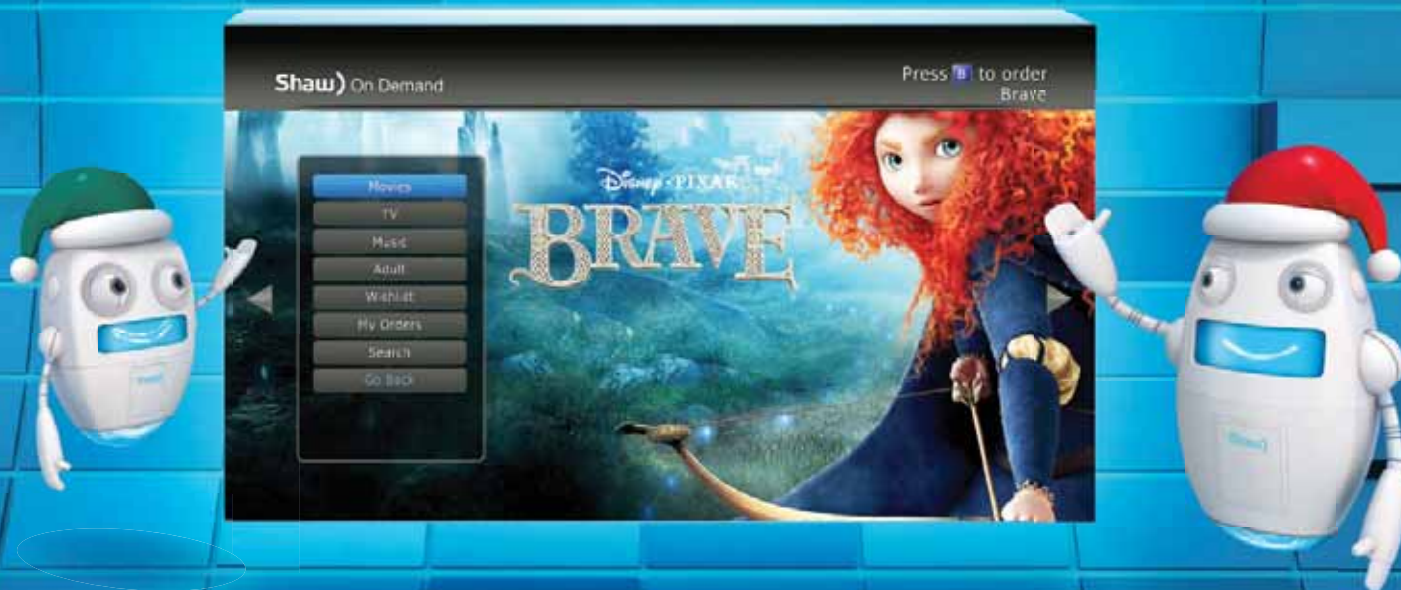 Shaw) On Demand
Press B to order
Brave
Disney · PIXAR
BRAVE
Movies
TV
Music
Adult
Wishlist
My Orders
Search
Go Back
Shaw)